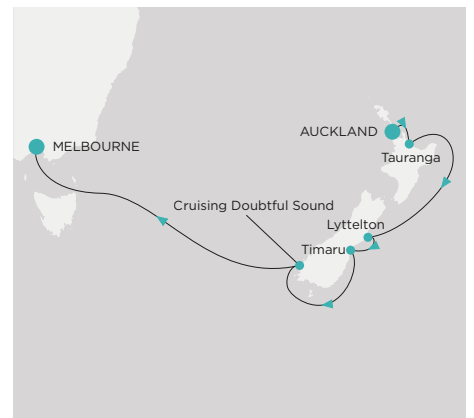 AUCKLAND
MELBOURNE
Tauranga
Cruising Doubtful Sound
Lyttelton
Timaru